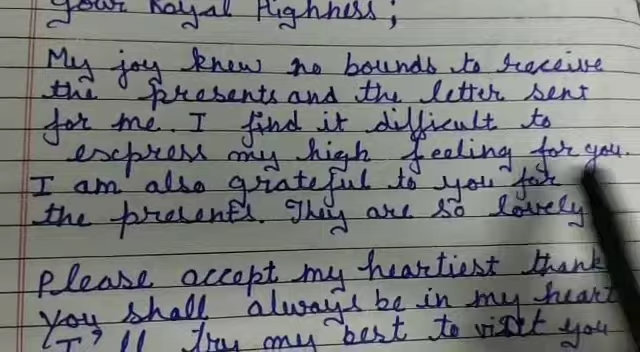 your Royal Highness;
My joy knew no bounds to receive
the presents and the letter sent
for me. I find it difficult to
express my high feeling for you.
I am also grateful to you for
the presents. They are so lovely
Please accept my heartiest thank
you shall always be in my heart
I'll try my best to visit you